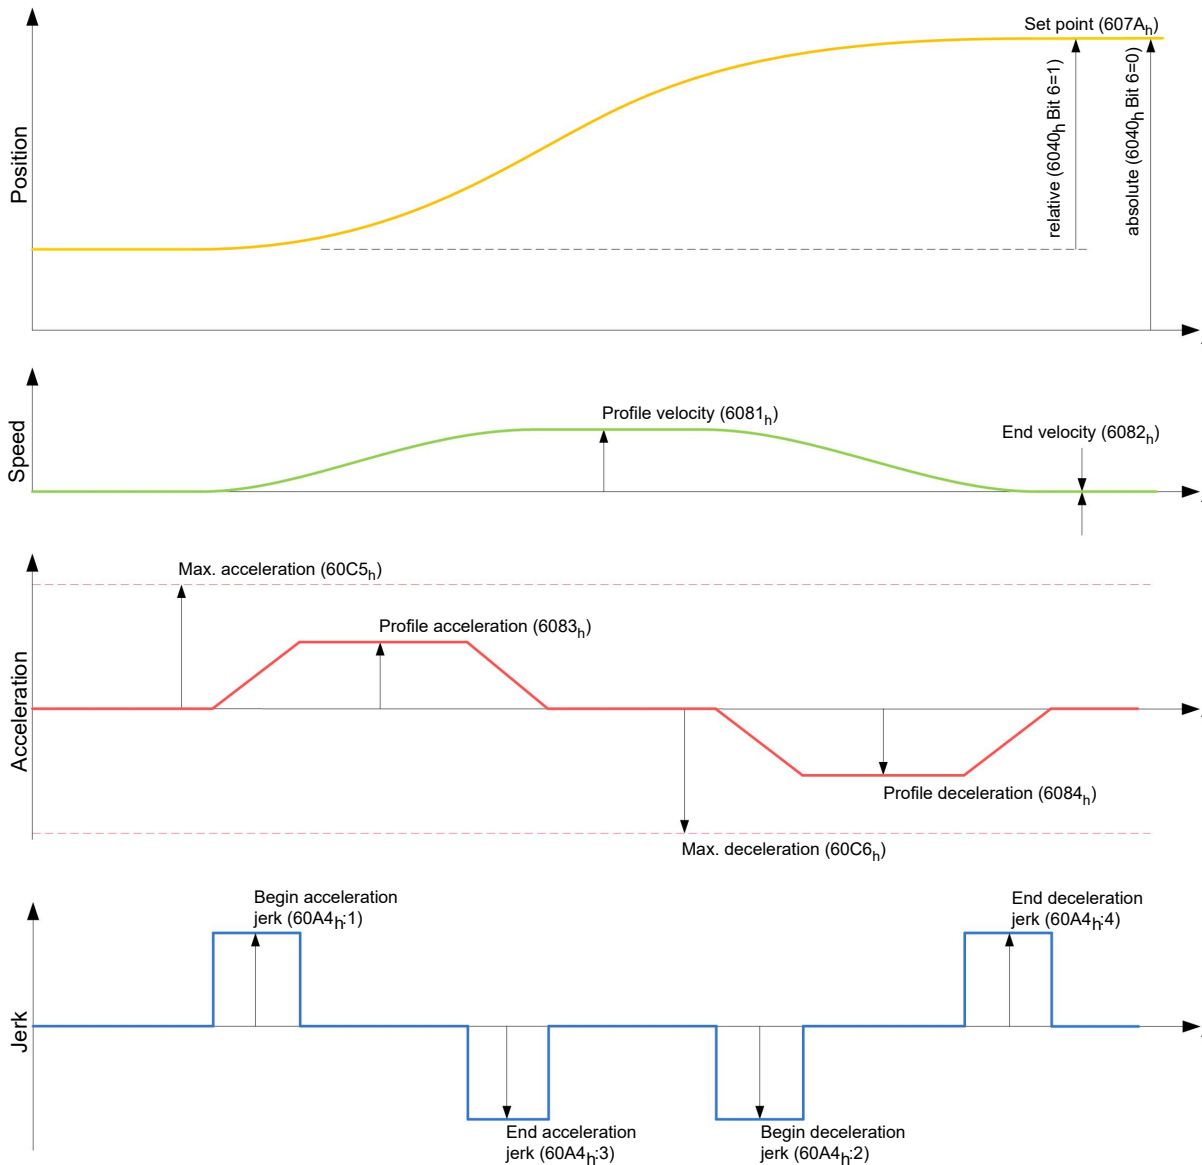 Set point (607Ah)
Position
relative (6040h Bit 6=1)
absolute (6040h Bit 6=0)
Speed
Profile velocity (6081h)
End velocity (6082h)
Acceleration
Max. acceleration (60C5h)
Profile acceleration (6083h)
Profile deceleration (6084h)
Max. deceleration (60C6h)
Jerk
Begin acceleration
jerk (60A4h:1)
End deceleration
jerk (60A4h:4)
End acceleration
jerk (60A4h:3)
Begin deceleration
jerk (60A4h:2)